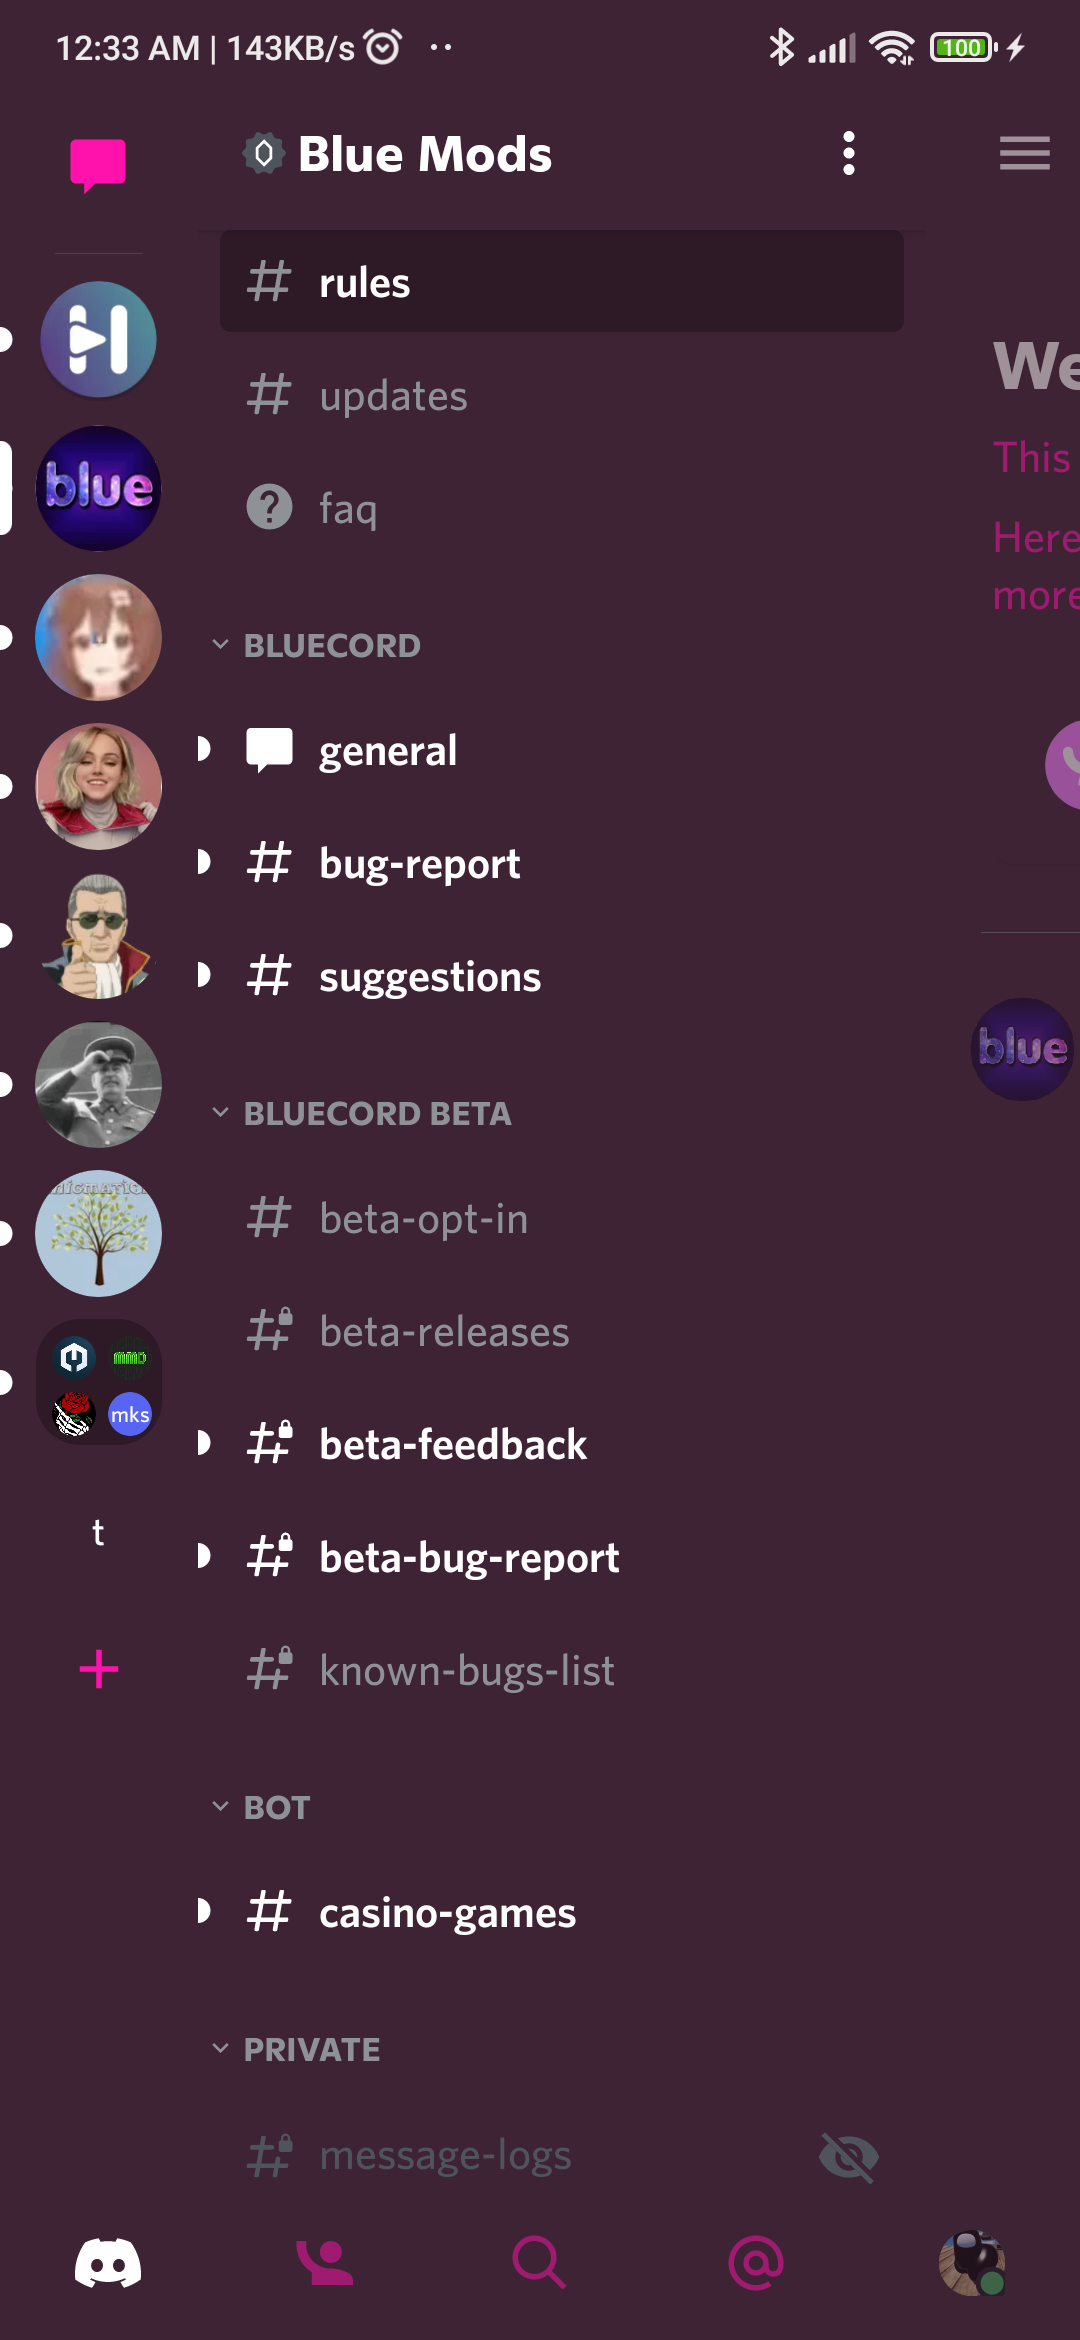 12:33 AM | 143KB/s
100
Blue Mods
rules
updates
faq
BLUECORD
general
bug-report
suggestions
BLUECORD BETA
beta-opt-in
beta-releases
beta-feedback
beta-bug-report
known-bugs-list
BOT
casino-games
PRIVATE
message-logs
blue
MMD
mks
t
We
This
Here
more
blue